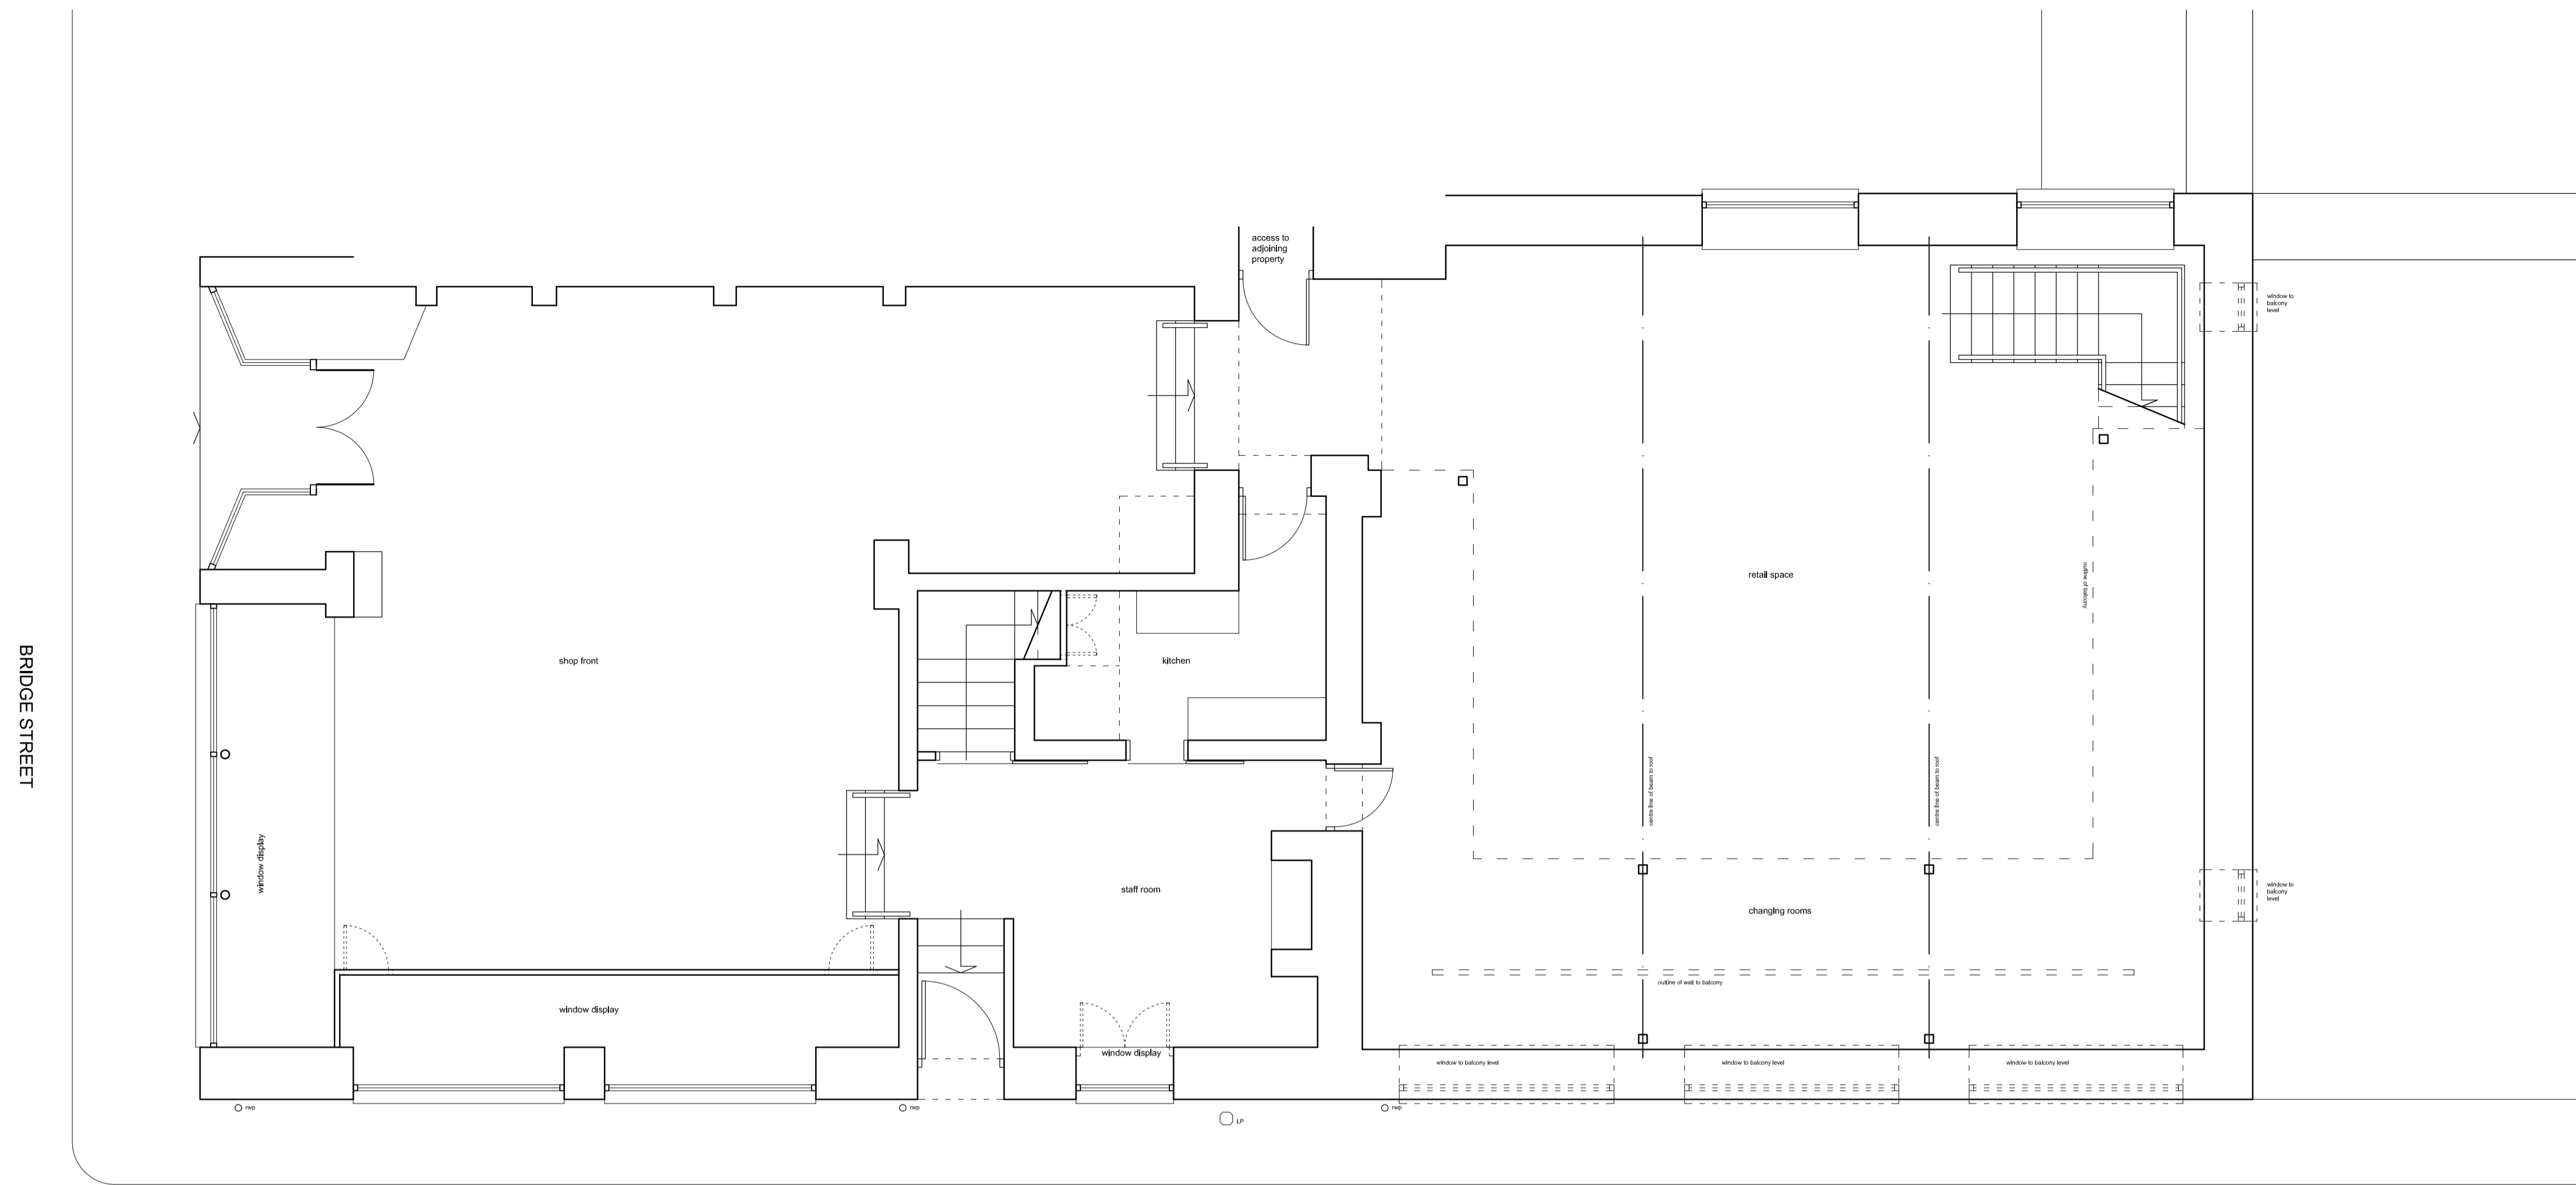 access to
adjoining
property
window to
balcony
level
retail space
outline of balcony
BRIDGE STREET
shop front
kitchen
centre line of beam to roof
centre line of beam to roof
window display
staff room
changing rooms
window to
balcony
level
outline of wall to balcony
window display
window display
window to balcony level
window to balcony level
window to balcony level
rwp
rwp
rwp
LP